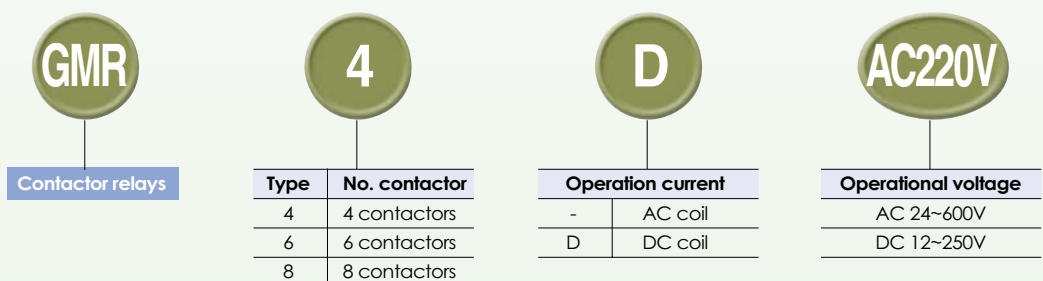 GMR 4 D AC220V
Contactor relays
Type No. contactor
4 4 contactors
6 6 contactors
8 8 contactors
Operation current
- AC coil
D DC coil
Operational voltage
AC 24~600V
DC 12~250V